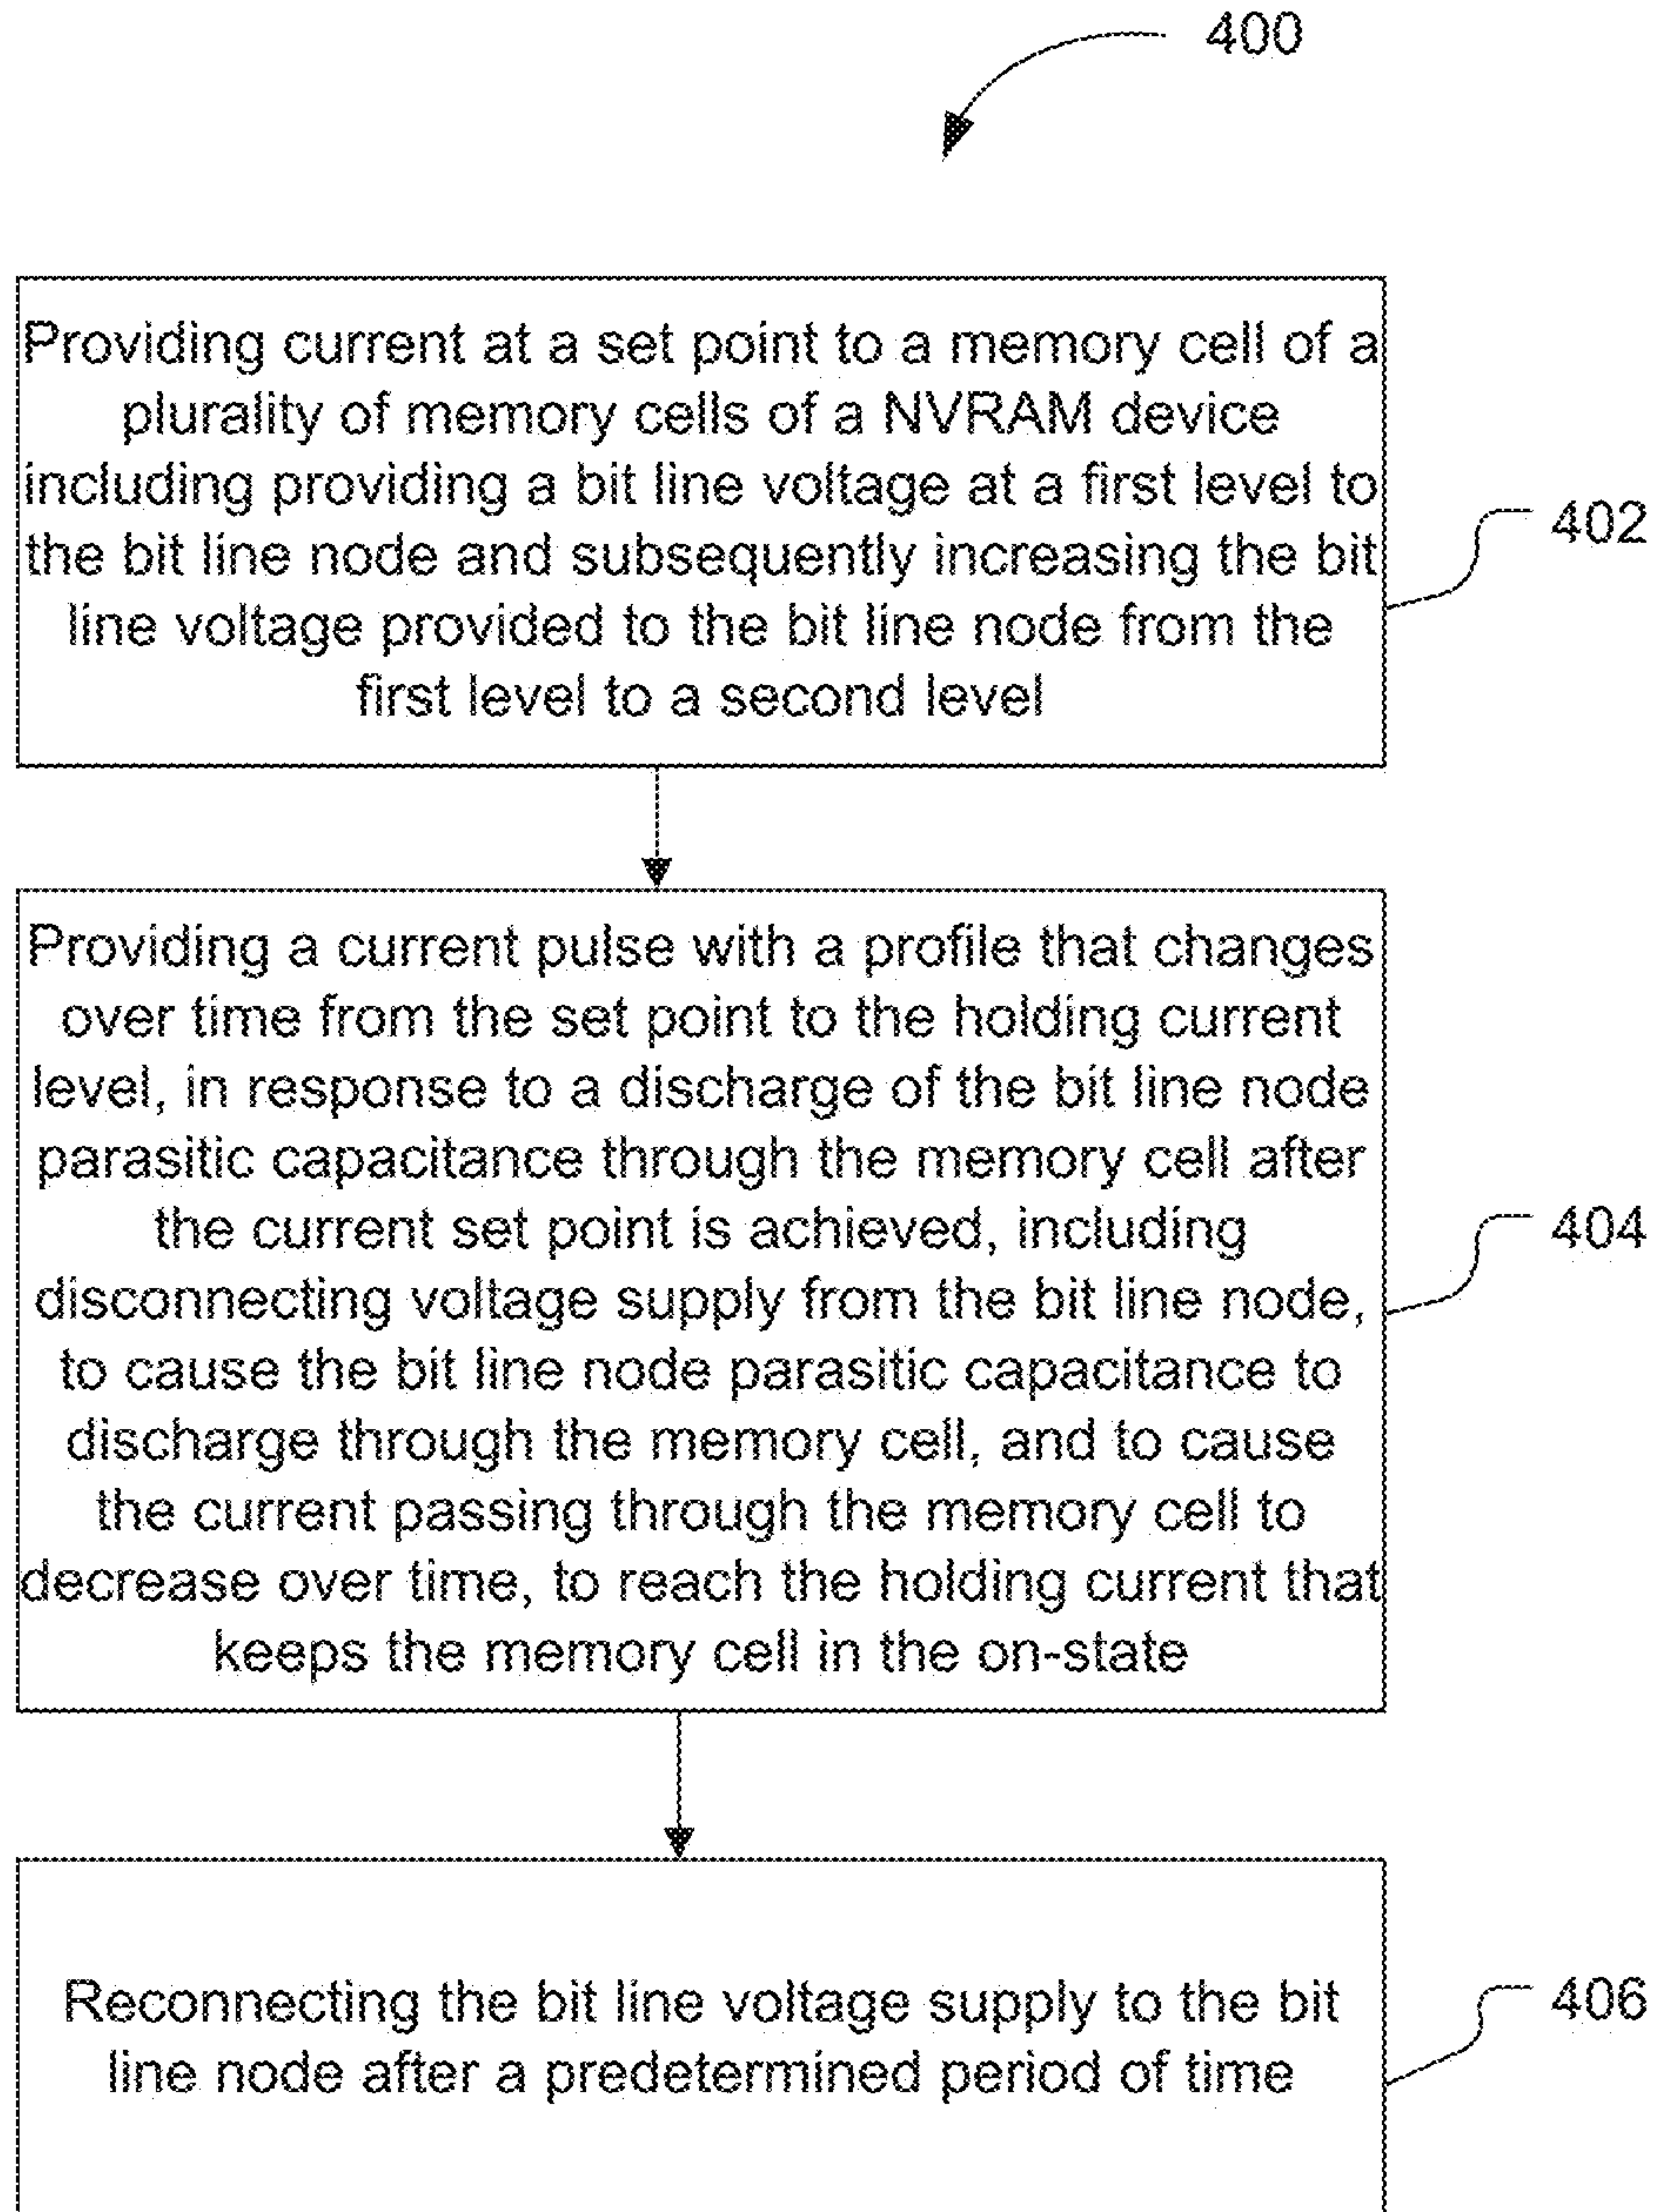 400
Providing current at a set point to a memory cell of a
plurality of memory cells of a NVRAM device
including providing a bit line voltage at a first level to
the bit line node and subsequently increasing the bit
line voltage provided to the bit line node from the
first level to a second level
402
Providing a current pulse with a profile that changes
over time from the set point to the holding current
level, in response to a discharge of the bit line node
parasitic capacitance through the memory cell after
the current set point is achieved, including
disconnecting voltage supply from the bit line node,
to cause the bit line node parasitic capacitance to
discharge through the memory cell, and to cause
the current passing through the memory cell to
decrease over time, to reach the holding current that
keeps the memory cell in the on-state
404
Reconnecting the bit line voltage supply to the bit
line node after a predetermined period of time
406